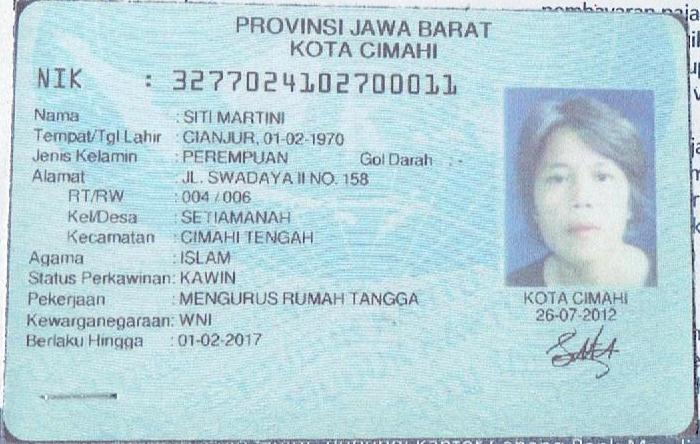 pembayaran paja
PROVINSI JAWA BARAT
KOTA CIMAHI
NIK : 3277024102700011
Nama : SITI MARTINI
Tempat/Tgl Lahir : CIANJUR, 01-02-1970
Jenis Kelamin : PEREMPUAN Gol Darah : -
Alamat : JL. SWADAYA II NO. 158
RT/RW : 004 / 006
Kel/Desa : SETIAMANAH
Kecamatan : CIMAHI TENGAH
Agama : ISLAM
Status Perkawinan: KAWIN
Pekerjaan : MENGURUS RUMAH TANGGA
Kewarganegaraan: WNI
Berlaku Hingga : 01-02-2017
KOTA CIMAHI
26-07-2012